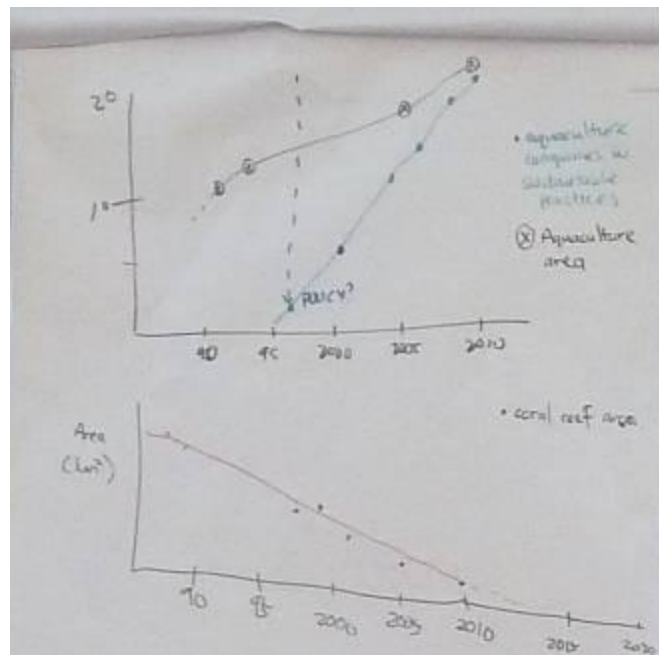 20
10
90
95
2000
2005
2010
POLICY?
• aquaculture
companies w
sustainable
practices
ⓧ Aquaculture
area
Area
(km²)
• coral reef area
90
95
2000
2005
2010
2015
2020